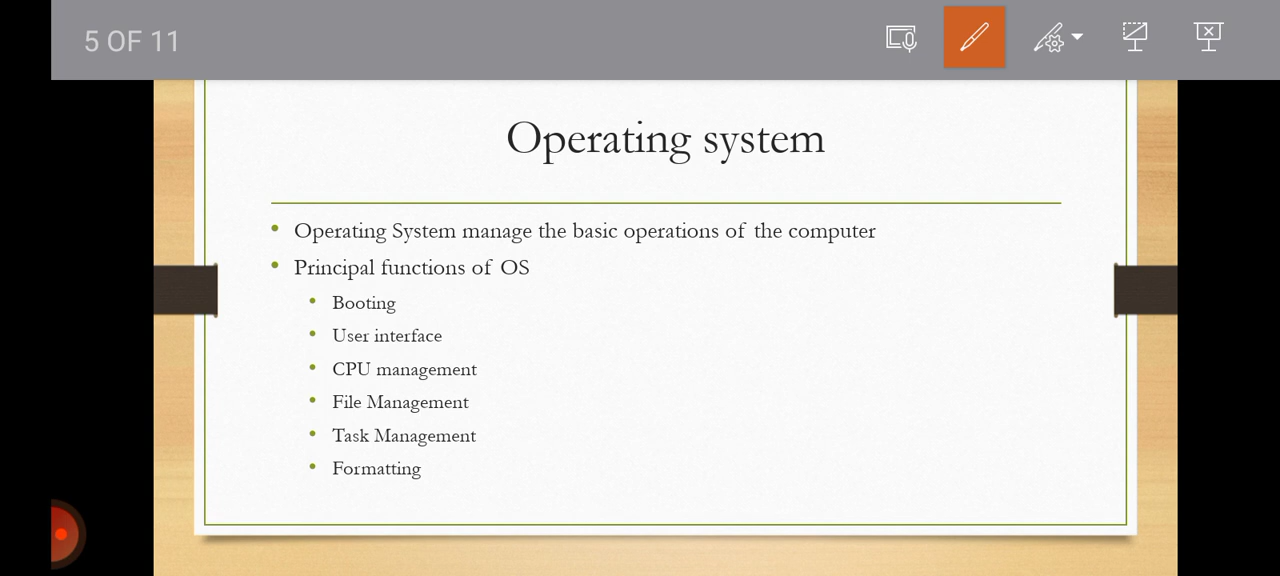 5 OF 11
Operating system
Operating System manage the basic operations of the computer
Principal functions of OS
Booting
User interface
CPU management
File Management
Task Management
Formatting